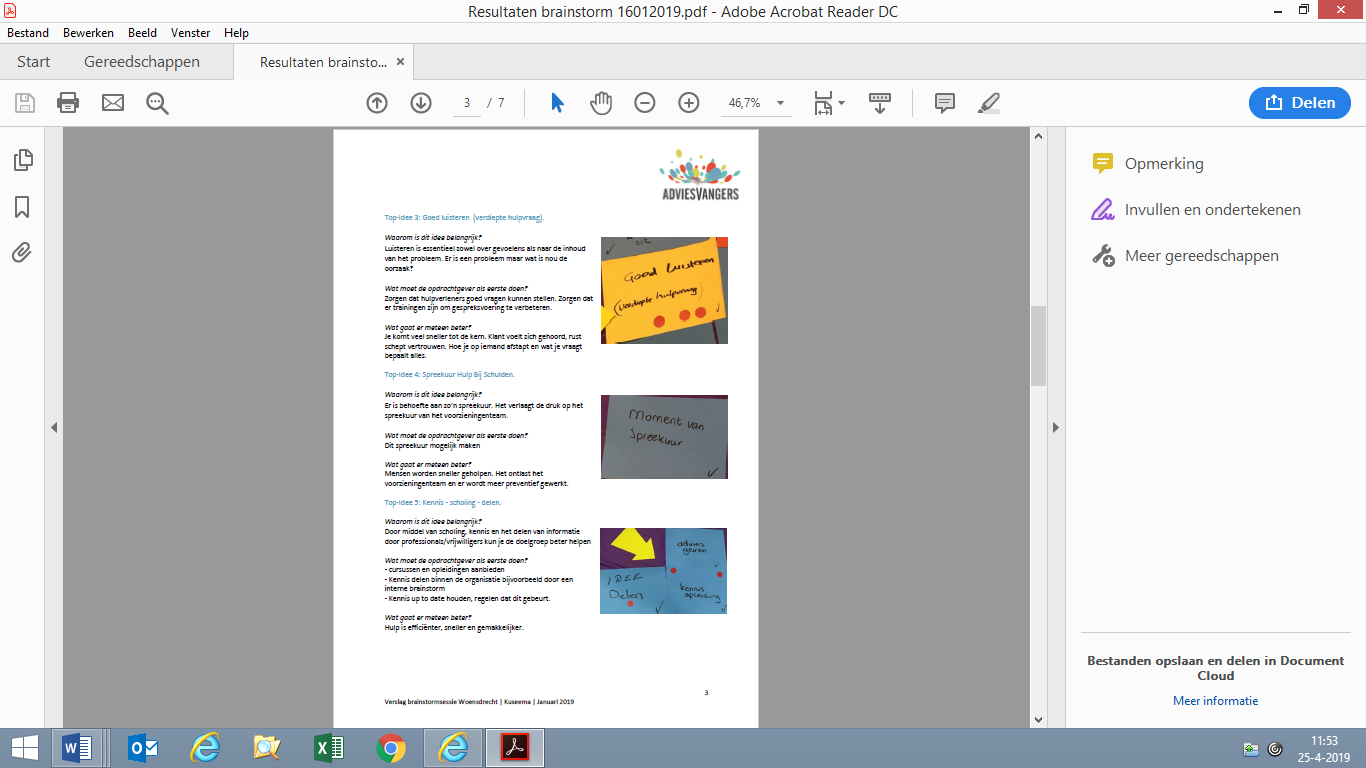 Resultaten brainstorm 16012019.pdf - Adobe Acrobat Reader DC
Bestand Bewerken Beeld Venster Help
Start Gereedschappen Resultaten brainsto... ×
3 / 7 46,7% Delen
ADVIESVANGERS
Top-idee 3: Goed luisteren (verdiepte hulpvraag).
Waarom is dit idee belangrijk?
Luisteren is essentieel zowel over gevoelens als naar de inhoud
van het probleem. Er is een probleem maar wat is nou de
oorzaak?
Wat moet de opdrachtgever als eerste doen?
Zorgen dat hulpverleners goed vragen kunnen stellen. Zorgen dat
er trainingen zijn om gespreksvoering te verbeteren.
Wat gaat er meteen beter?
Je komt veel sneller tot de kern. Klant voelt zich gehoord, rust
schept vertrouwen. Hoe je op iemand afstapt en wat je vraagt
bepaalt alles.
Goed luisteren
(verdiepte hulpvraag)
Top-idee 4: Spreekuur Hulp Bij Schulden.
Waarom is dit idee belangrijk?
Er is behoefte aan zo'n spreekuur. Het verlaagt de druk op het
spreekuur van het voorzieningenteam.
Wat moet de opdrachtgever als eerste doen?
Dit spreekuur mogelijk maken
Wat gaat er meteen beter?
Mensen worden sneller geholpen. Het ontlast het
voorzieningenteam en er wordt meer preventief gewerkt.
Moment van
Spreekuur
Top-idee 5: Kennis - scholing - delen.
Waarom is dit idee belangrijk?
Door middel van scholing, kennis en het delen van informatie
door professionals/vrijwilligers kun je de doelgroep beter helpen
Wat moet de opdrachtgever als eerste doen?
- cursussen en opleidingen aanbieden
- Kennis delen binnen de organisatie bijvoorbeeld door een
interne brainstorm
- Kennis up to date houden, regelen dat dit gebeurt.
Wat gaat er meteen beter?
Hulp is efficiënter, sneller en gemakkelijker.
advies
geven
IDEE
Delen
kennis
opleiding
3
Verslag brainstormsessie Woensdrecht | Kuseema | Januari 2019
Opmerking
Invullen en ondertekenen
Meer gereedschappen
Bestanden opslaan en delen in Document
Cloud
Meer informatie
11:53
25-4-2019